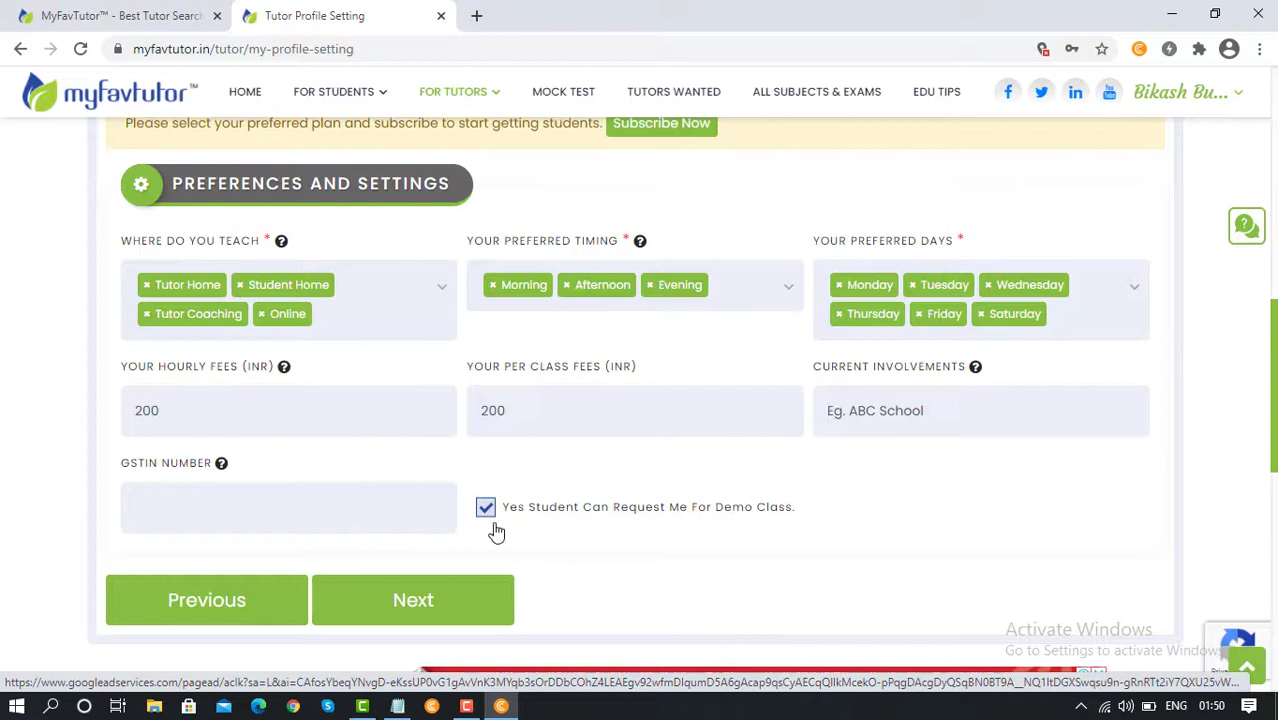 MyFavTutor™ - Best Tutor Search
Tutor Profile Setting
myfavtutor.in/tutor/my-profile-setting
myfavtutor™
HOME
FOR STUDENTS
FOR TUTORS
MOCK TEST
TUTORS WANTED
ALL SUBJECTS & EXAMS
EDU TIPS
Bikash Bu...
Please select your preferred plan and subscribe to start getting students. Subscribe Now
PREFERENCES AND SETTINGS
WHERE DO YOU TEACH *
YOUR PREFERRED TIMING *
YOUR PREFERRED DAYS *
× Tutor Home × Student Home
× Morning × Afternoon × Evening
× Monday × Tuesday × Wednesday
× Tutor Coaching × Online
× Thursday × Friday × Saturday
YOUR HOURLY FEES (INR)
YOUR PER CLASS FEES (INR)
CURRENT INVOLVEMENTS
200
200
Eg. ABC School
GSTIN NUMBER
Yes Student Can Request Me For Demo Class.
Previous
Next
Activate Windows
Go to Settings to activate Windows.
ENG
01:50